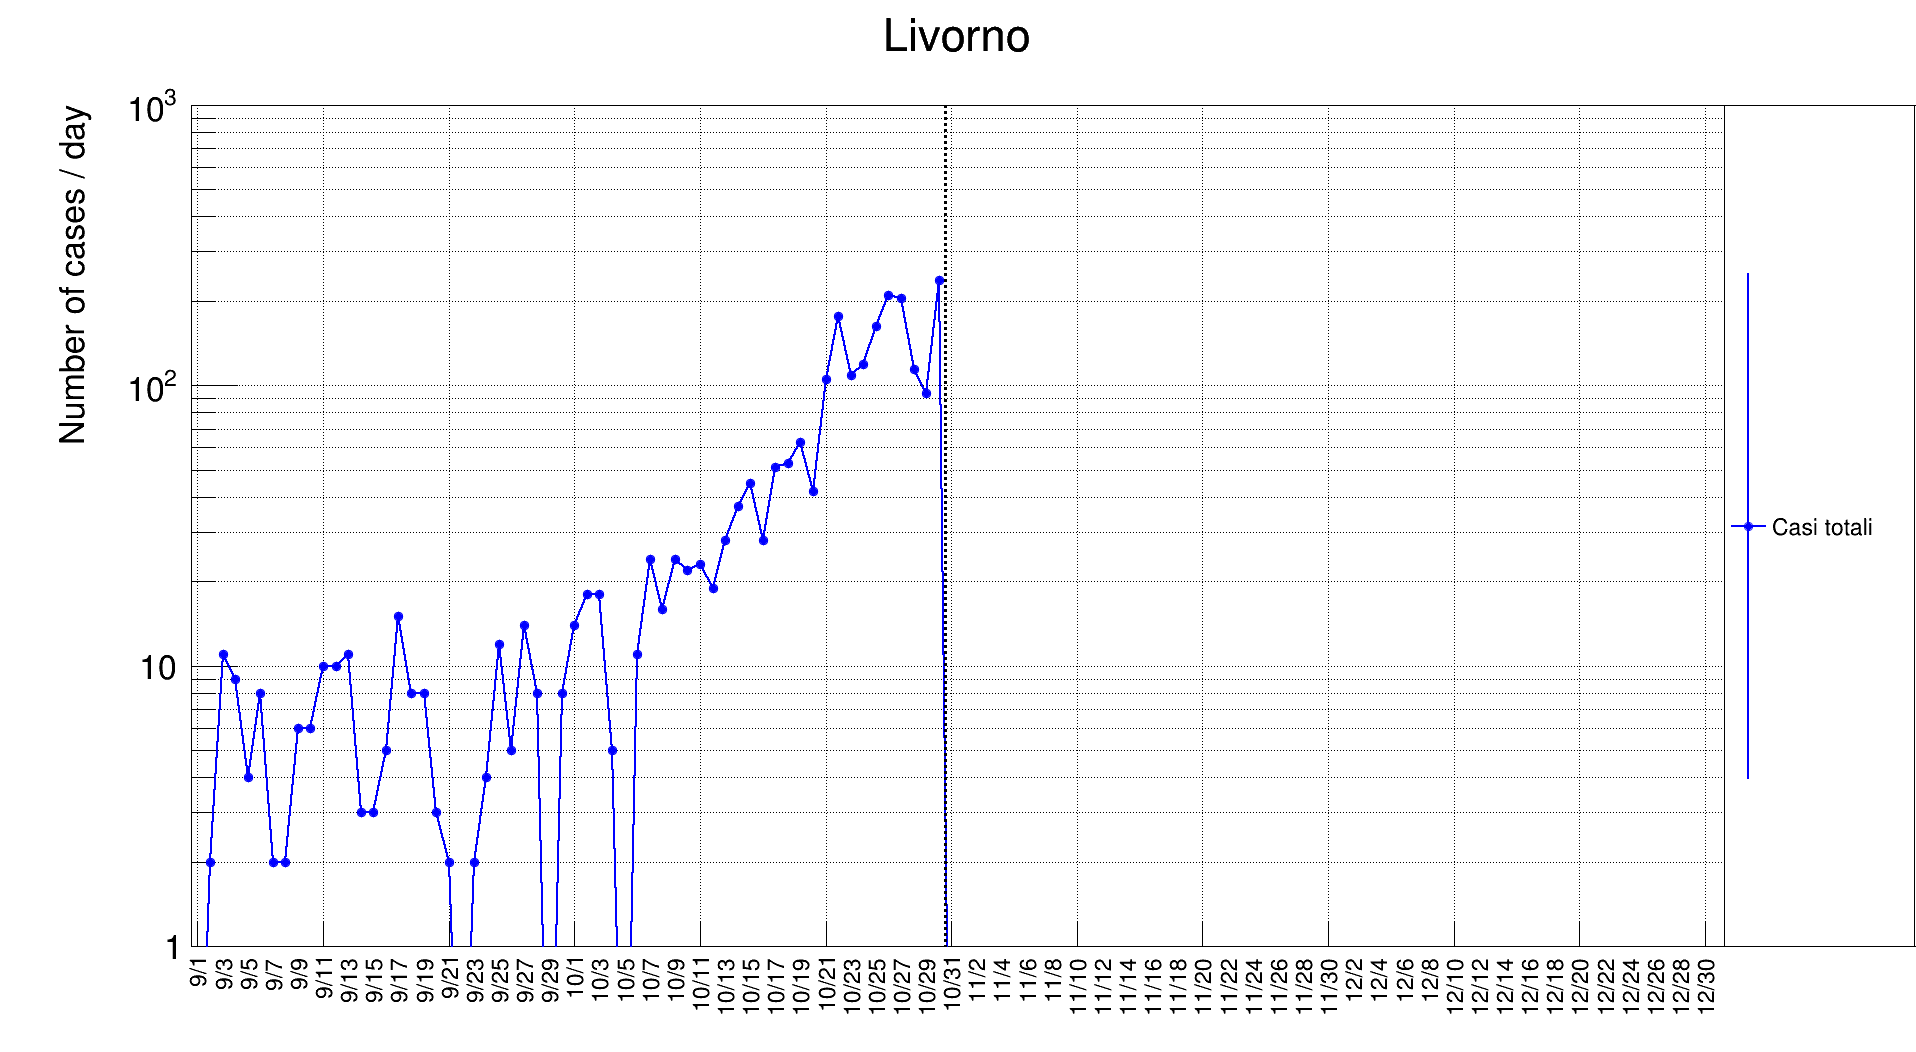 Livorno
Number of cases / day
10³
10²
10
1
9/1 9/3 9/5 9/7 9/9 9/11 9/13 9/15 9/17 9/19 9/21 9/23 9/25 9/27 9/29 10/1 10/3 10/5 10/7 10/9 10/11 10/13 10/15 10/17 10/19 10/21 10/23 10/25 10/27 10/29 10/31 11/2 11/4 11/6 11/8 11/10 11/12 11/14 11/16 11/18 11/20 11/22 11/24 11/26 11/28 11/30 12/2 12/4 12/6 12/8 12/10 12/12 12/14 12/16 12/18 12/20 12/22 12/24 12/26 12/28 12/30
Casi totali